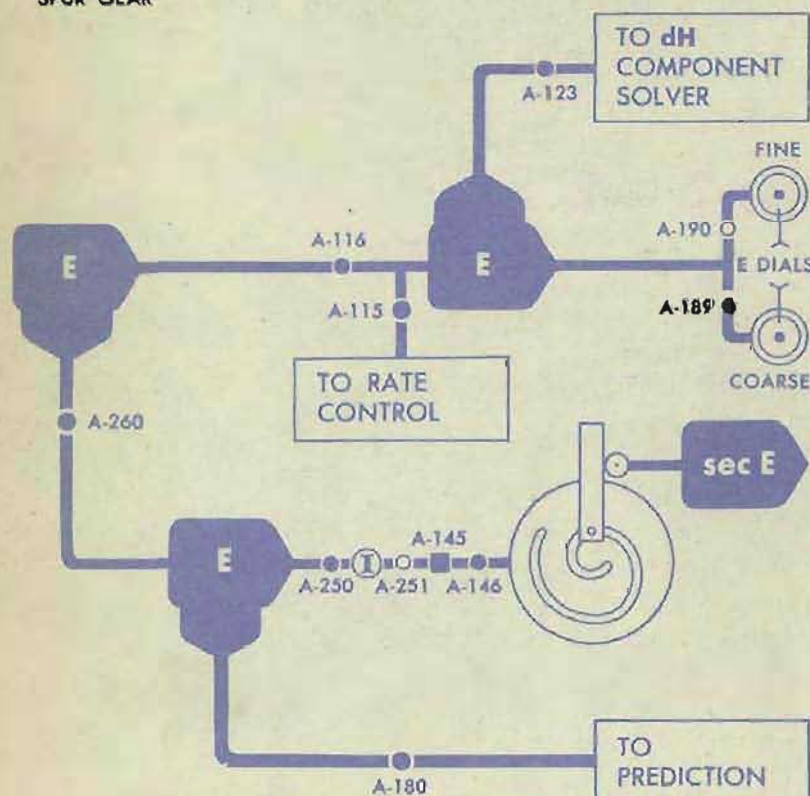 SPUR GEAR
TO dH
COMPONENT
SOLVER
A-123
FINE
A-190
A-116
E
E
E DIALS
A-115
A-189
TO RATE
CONTROL
COARSE
A-260
sec E
E
A-145
A-250
I
A-251
A-146
TO
PREDICTION
A-180